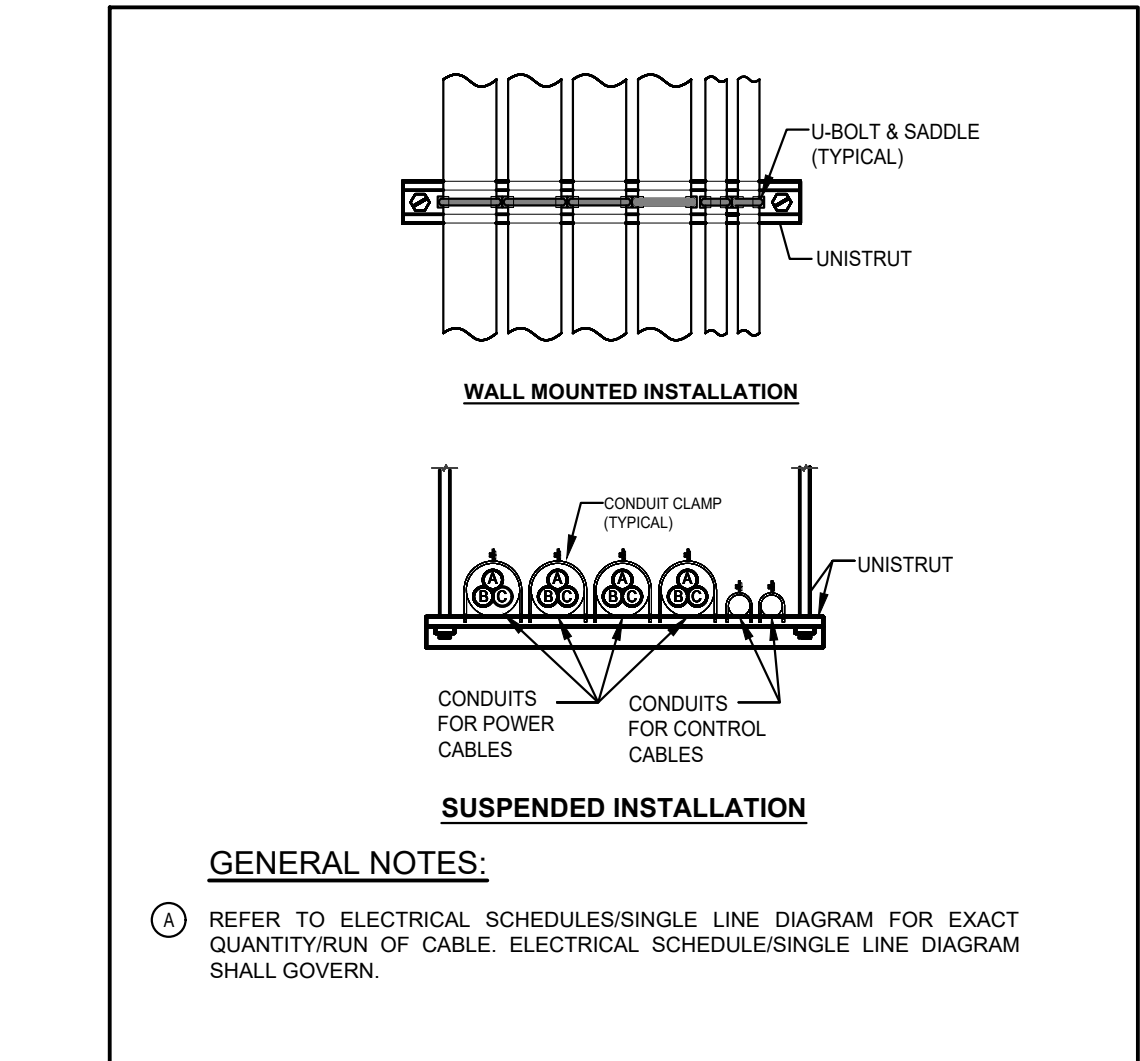 U-BOLT & SADDLE
(TYPICAL)
UNISTRUT
WALL MOUNTED INSTALLATION
CONDUIT CLAMP
(TYPICAL)
UNISTRUT
A
B C
A
B C
A
B C
A
B C
CONDUITS
FOR POWER
CABLES
CONDUITS
FOR CONTROL
CABLES
SUSPENDED INSTALLATION
GENERAL NOTES:
A REFER TO ELECTRICAL SCHEDULES/SINGLE LINE DIAGRAM FOR EXACT
QUANTITY/RUN OF CABLE. ELECTRICAL SCHEDULE/SINGLE LINE DIAGRAM
SHALL GOVERN.